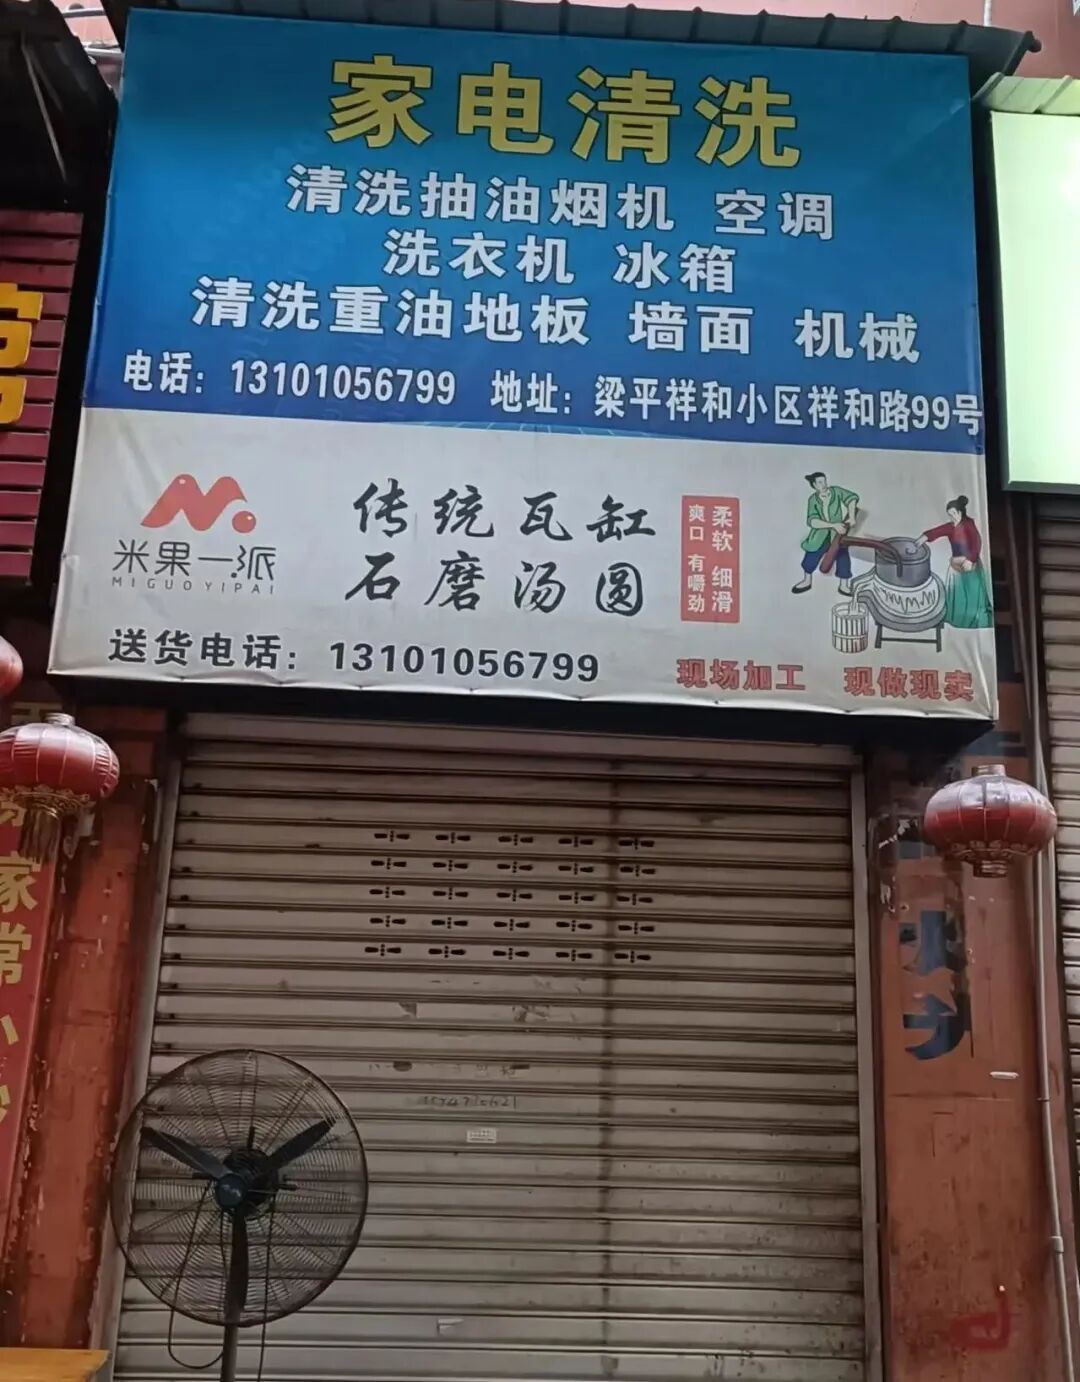 家电清洗
清洗抽油烟机 空调
洗衣机 冰箱
清洗重油地板 墙面 机械
电话：13101056799 地址：梁平祥和小区祥和路99号
米果一派
MIGUOYIPAI
传统瓦缸
石磨汤圆
柔软 细滑
爽口 有嚼劲
送货电话：13101056799
现场加工 现做现卖
家常小炒